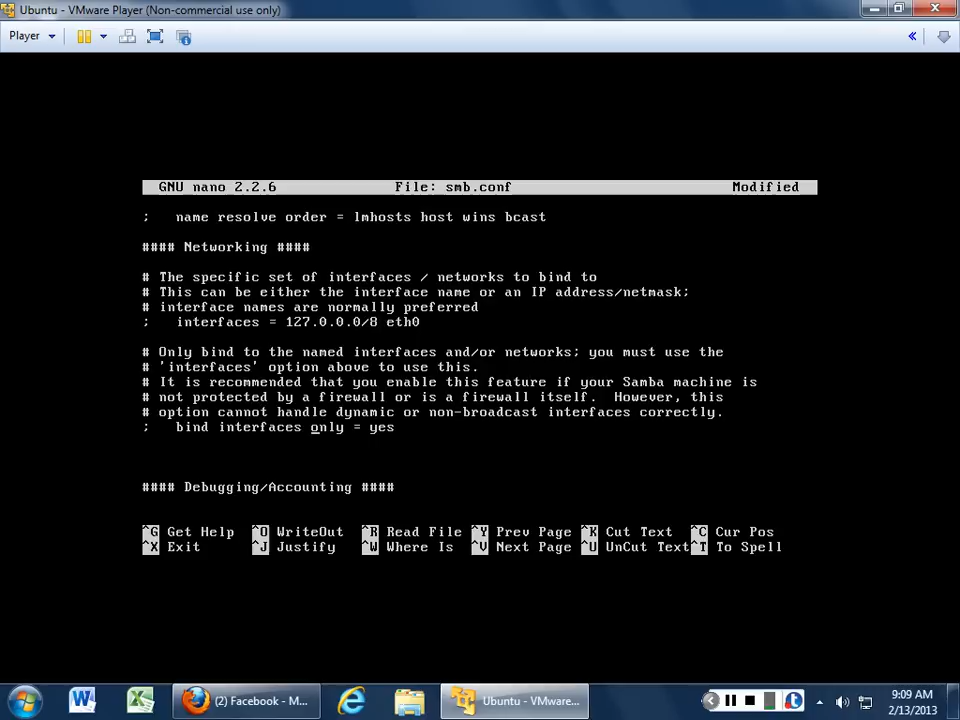 Ubuntu - VMware Player (Non-commercial use only)
Player
GNU nano 2.2.6 File: smb.conf Modified
; name resolve order = lmhosts host wins bcast
#### Networking ####
# The specific set of interfaces / networks to bind to
# This can be either the interface name or an IP address/netmask;
# interface names are normally preferred
; interfaces = 127.0.0.0/8 eth0
# Only bind to the named interfaces and/or networks; you must use the
# 'interfaces' option above to use this.
# It is recommended that you enable this feature if your Samba machine is
# not protected by a firewall or is a firewall itself. However, this
# option cannot handle dynamic or non-broadcast interfaces correctly.
; bind interfaces only = yes
#### Debugging/Accounting ####
^G Get Help ^O WriteOut ^R Read File ^Y Prev Page ^K Cut Text ^C Cur Pos
^X Exit ^J Justify ^W Where Is ^V Next Page ^U UnCut Text ^T To Spell
(2) Facebook - M...
Ubuntu - VMware...
9:09 AM
2/13/2013